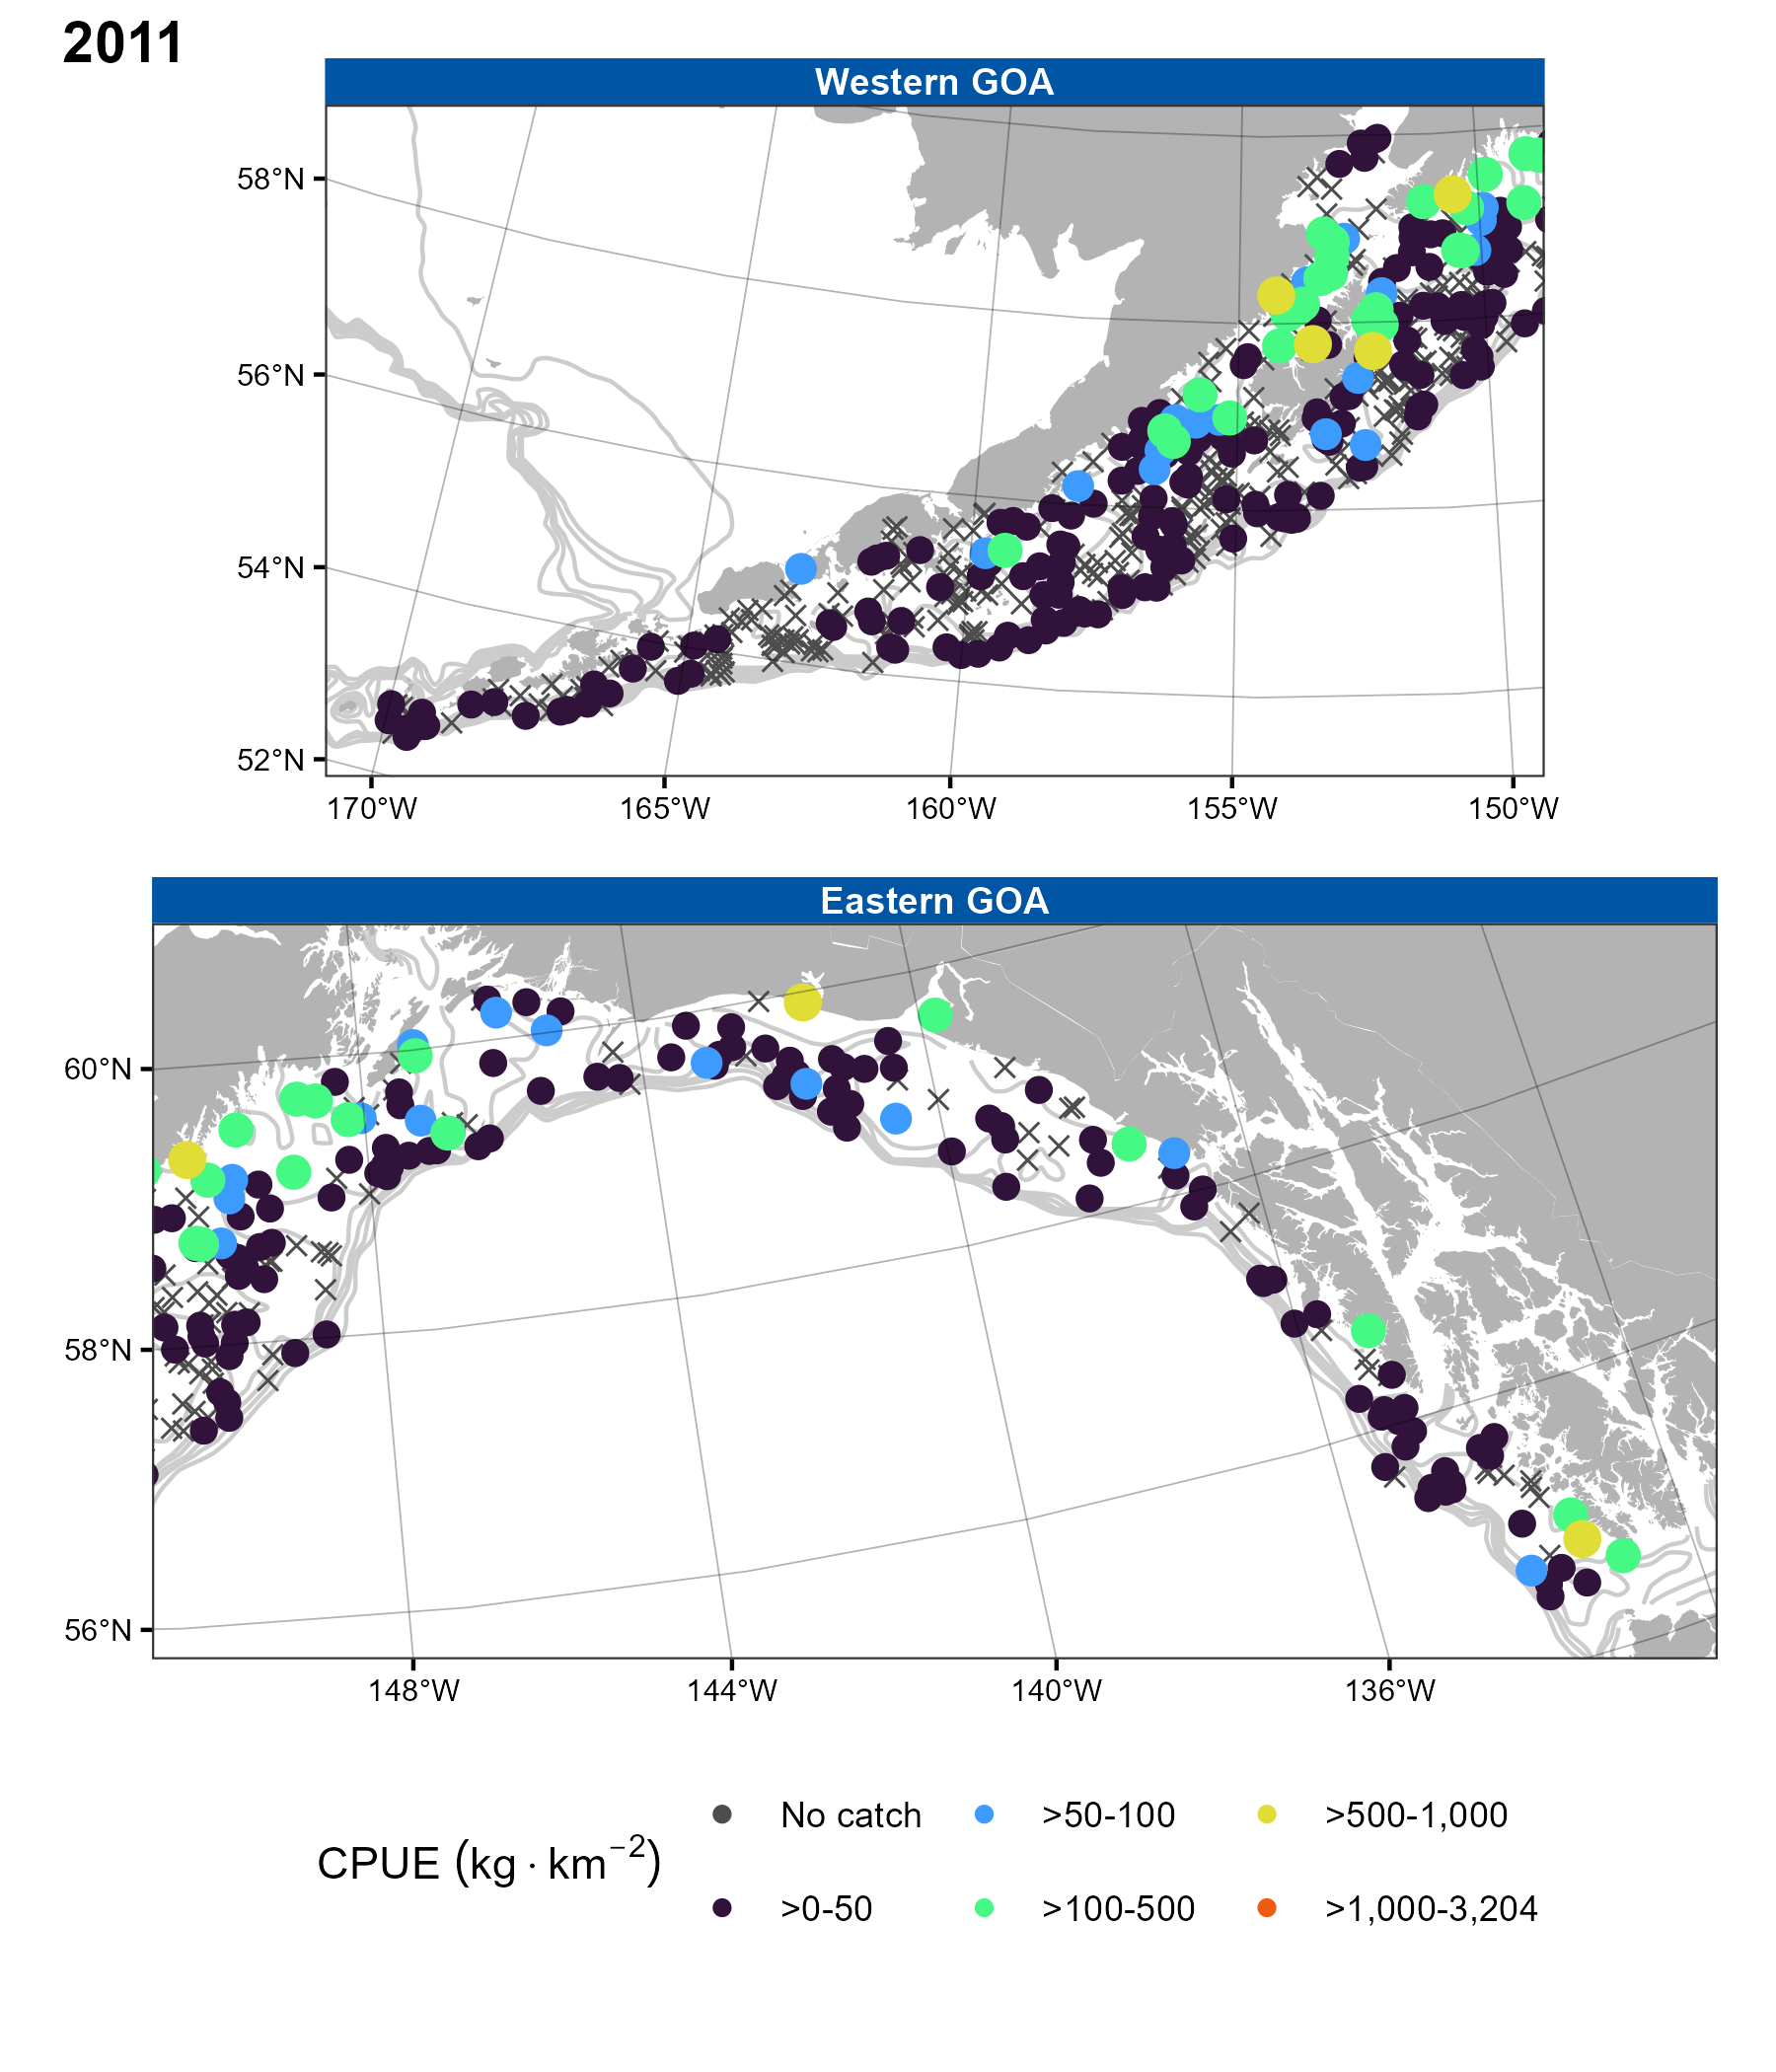 2011
Western GOA
58°N
56°N
54°N
52°N
170°W 165°W 160°W 155°W 150°W
Eastern GOA
60°N
58°N
56°N
148°W 144°W 140°W 136°W
CPUE (kg · km⁻²)
No catch >50-100 >500-1,000
>0-50 >100-500 >1,000-3,204